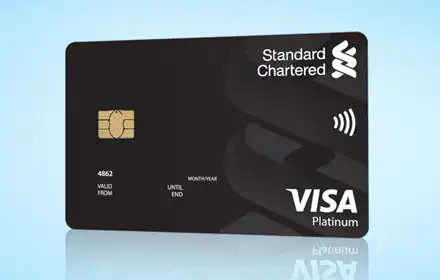 Standard
Chartered
4862
MONTH/YEAR
VALID
FROM
UNTIL
END
VISA
Platinum